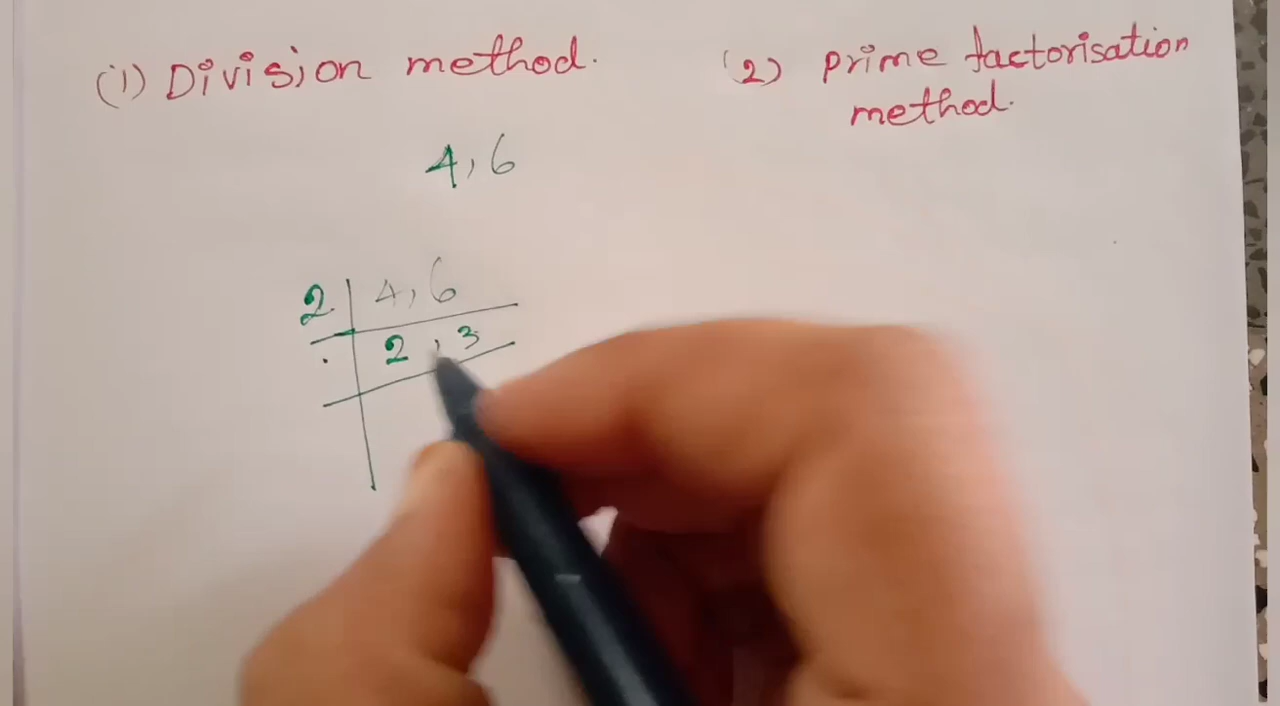 (1) Division method.
(2) Prime factorisation
method.
4, 6
2 4, 6
2, 3